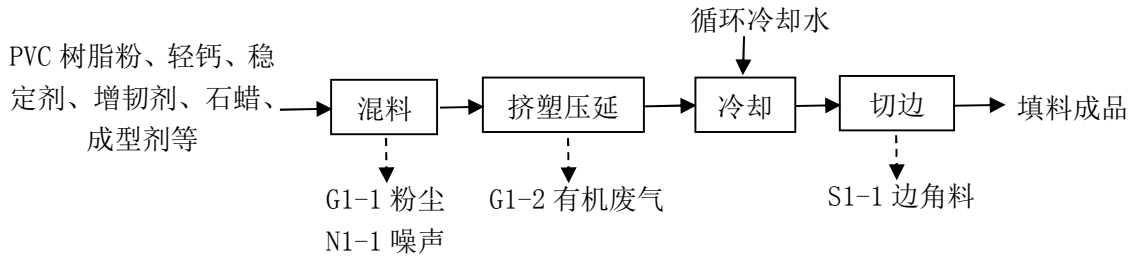 循环冷却水
PVC 树脂粉、轻钙、稳
定剂、增韧剂、石蜡、
成型剂等
混料
挤塑压延
冷却
切边
填料成品
G1-1 粉尘
N1-1 噪声
G1-2 有机废气
S1-1 边角料